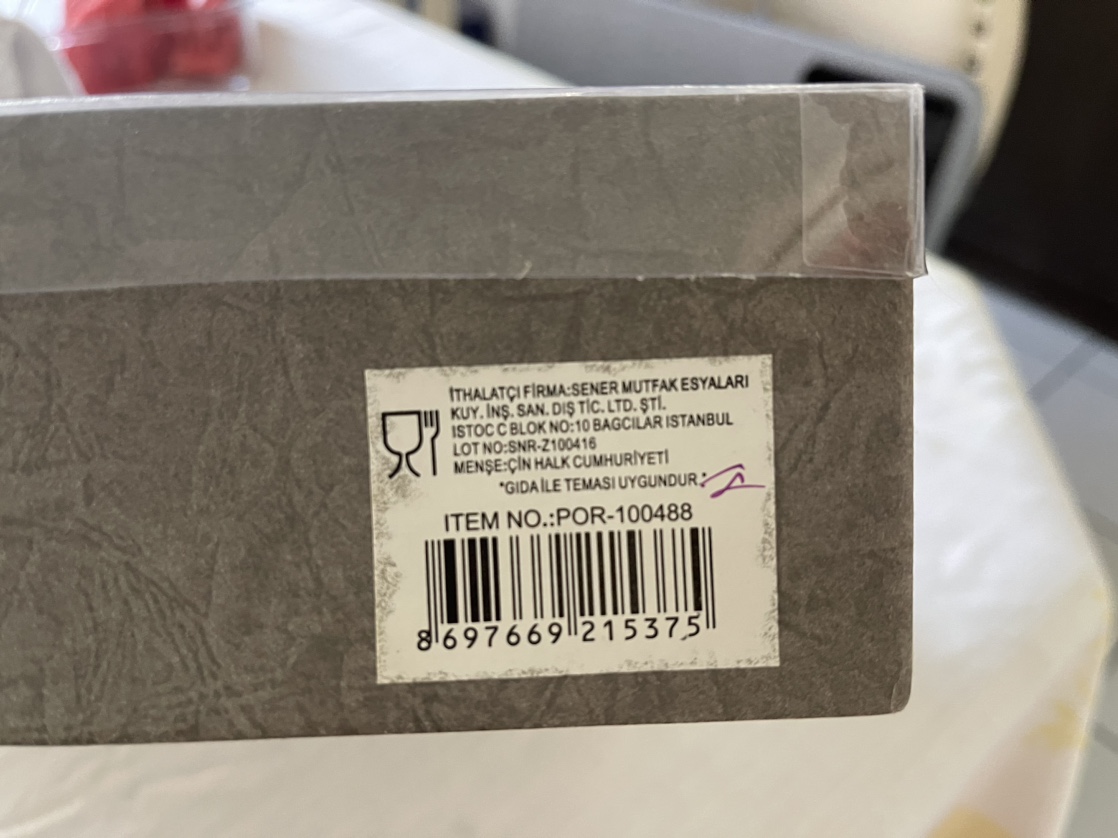 İTHALATÇI FİRMA:SENER MUTFAK ESYALARI
KUY. İNŞ. SAN. DIŞ TİC. LTD. ŞTİ.
ISTOC C BLOK NO:10 BAGCILAR ISTANBUL
LOT NO:SNR-Z100416
MENŞE:ÇİN HALK CUMHURİYETİ
*GIDA İLE TEMASI UYGUNDUR.*
ITEM NO.:POR-100488
8 697669 215375